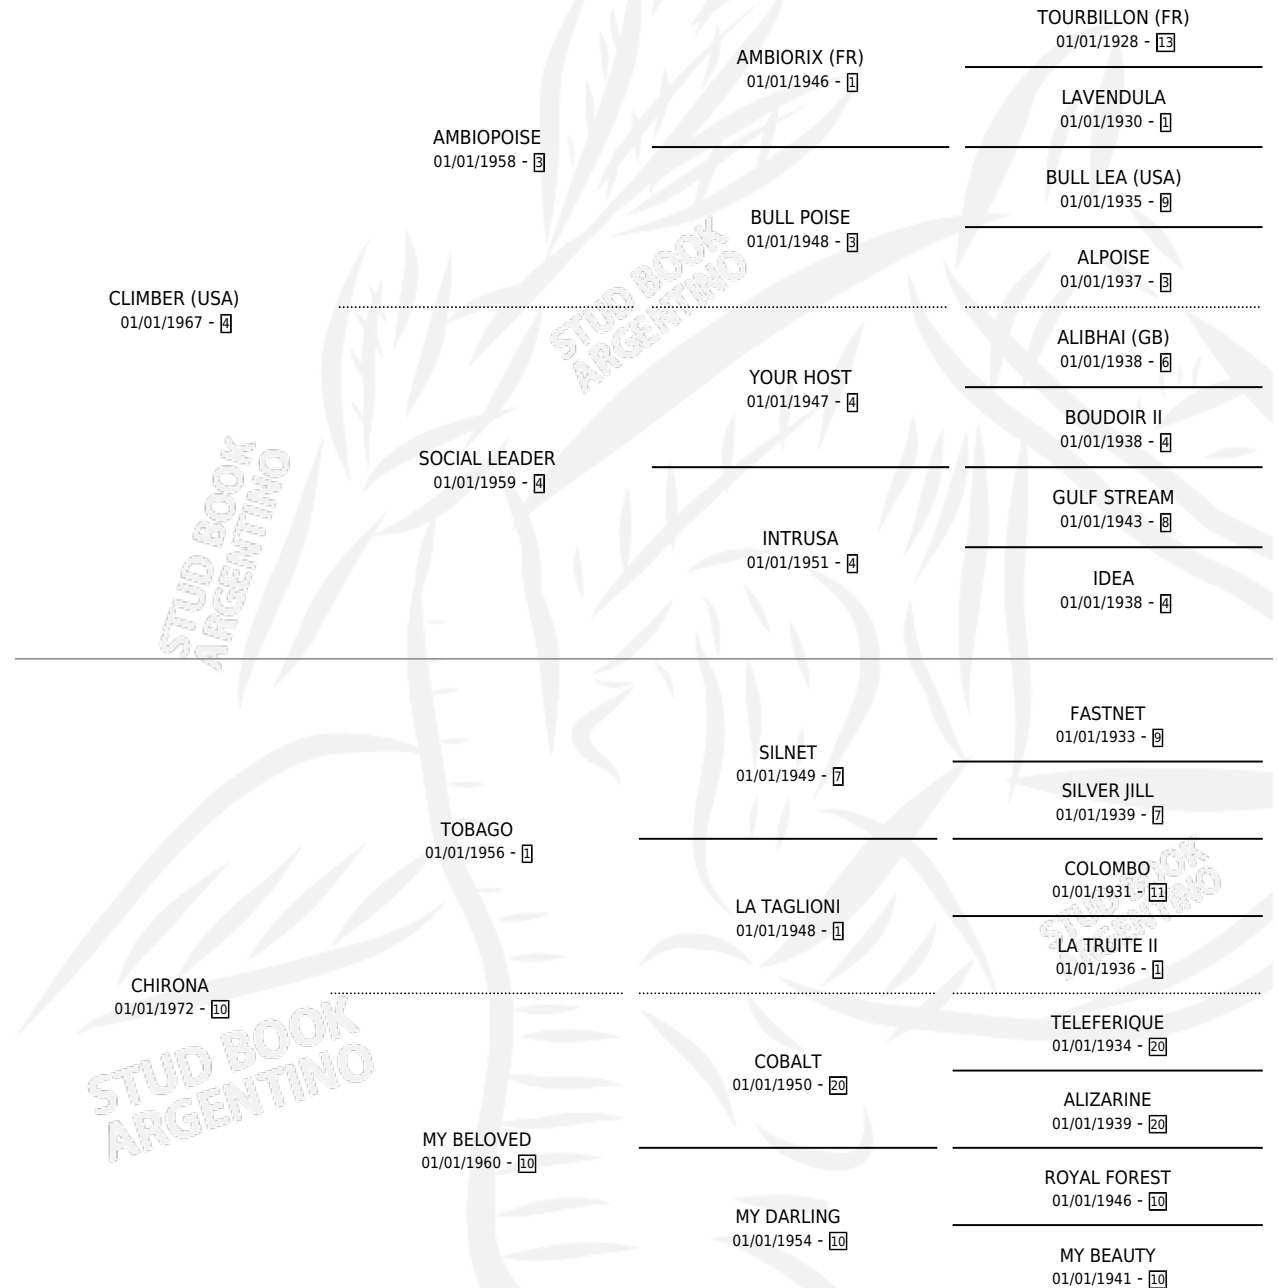 TOURBILLON (FR)
01/01/1928 - 13
AMBIORIX (FR)
01/01/1946 - 1
LAVENDULA
01/01/1930 - 1
AMBIOPOISE
01/01/1958 - 3
BULL LEA (USA)
01/01/1935 - 9
BULL POISE
01/01/1948 - 3
ALPOISE
01/01/1937 - 3
CLIMBER (USA)
01/01/1967 - 4
ALIBHAI (GB)
01/01/1938 - 6
YOUR HOST
01/01/1947 - 4
BOUDOIR II
01/01/1938 - 4
SOCIAL LEADER
01/01/1959 - 4
GULF STREAM
01/01/1943 - 8
INTRUSA
01/01/1951 - 4
IDEA
01/01/1938 - 4
STUD BOOK
ARGENTINO
STUD BOOK
ARGENTINO
FASTNET
01/01/1933 - 9
SILNET
01/01/1949 - 7
SILVER JILL
01/01/1939 - 7
TOBAGO
01/01/1956 - 1
COLOMBO
01/01/1931 - 11
LA TAGLIONI
01/01/1948 - 1
LA TRUITE II
01/01/1936 - 1
CHIRONA
01/01/1972 - 10
TELEFERIQUE
01/01/1934 - 20
COBALT
01/01/1950 - 20
ALIZARINE
01/01/1939 - 20
MY BELOVED
01/01/1960 - 10
ROYAL FOREST
01/01/1946 - 10
MY DARLING
01/01/1954 - 10
MY BEAUTY
01/01/1941 - 10
STUD BOOK
ARGENTINO
STUD BOOK
ARGENTINO